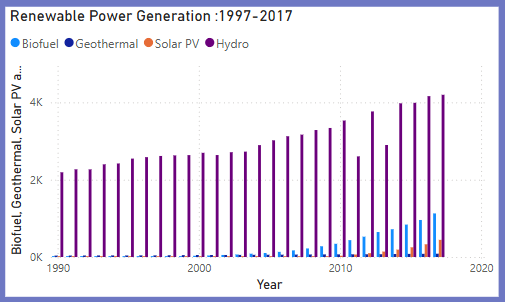 Renewable Power Generation :1997-2017
Biofuel Geothermal Solar PV Hydro
Biofuel, Geothermal, Solar PV a...
4K
2K
0K
1990 2000 2010 2020
Year